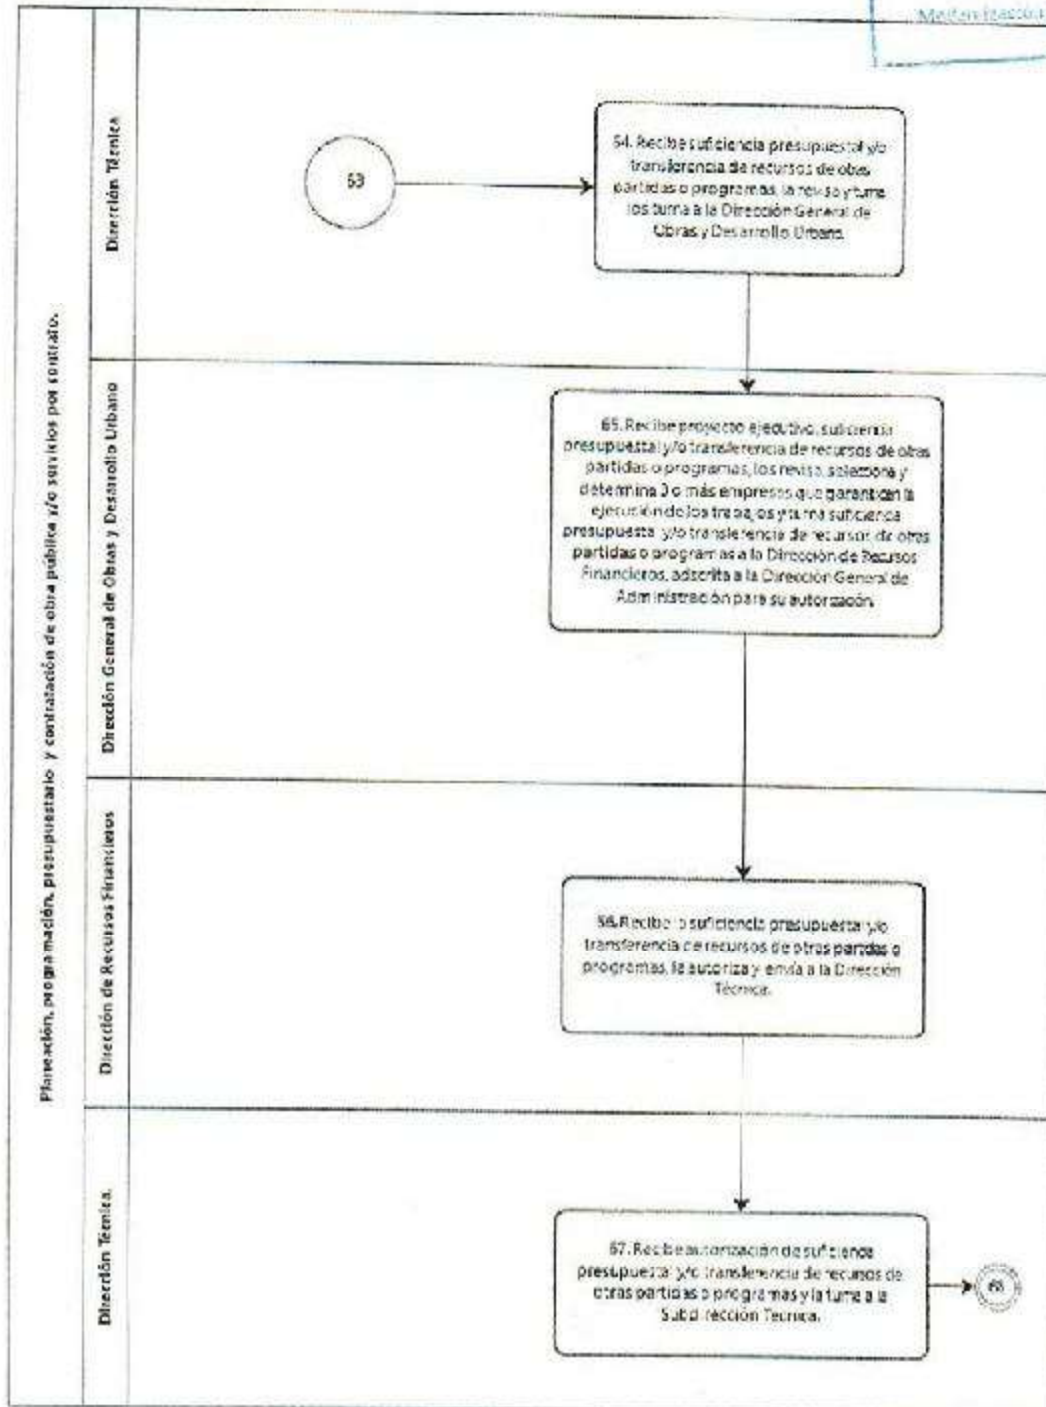 Modernización
Planeación, programación, presupuestario y contratación de obra pública y/o servicios por contrato.
Dirección Técnica
63
64. Recibe suficiencia presupuestal y/o
transferencia de recursos de obas
partidas o programas, la revisa y turna
los turna a la Dirección General de
Obras y Desarrollo Urbano.
Dirección General de Obras y Desarrollo Urbano
65. Recibe proyecto ejecutivo, suficiencia
presupuestal y/o transferencia de recursos de otras
partidas o programas, los revisa, selecciona y
determina 3 o más empresas que garanticen la
ejecución de los trabajos y turna suficiencia
presupuestal y/o transferencia de recursos de otras
partidas o programas a la Dirección de Recursos
Financieros, adscrita a la Dirección General de
Administración para su autorización.
Dirección de Recursos Financieros
66. Recibe la suficiencia presupuestal y/o
transferencia de recursos de otras partidas o
programas, la autoriza y envía a la Dirección
Técnica.
Dirección Técnica.
67. Recibe autorización de suficiencia
presupuestal y/o transferencia de recursos de
otras partidas o programas y la turna a la
Subdirección Técnica.
68